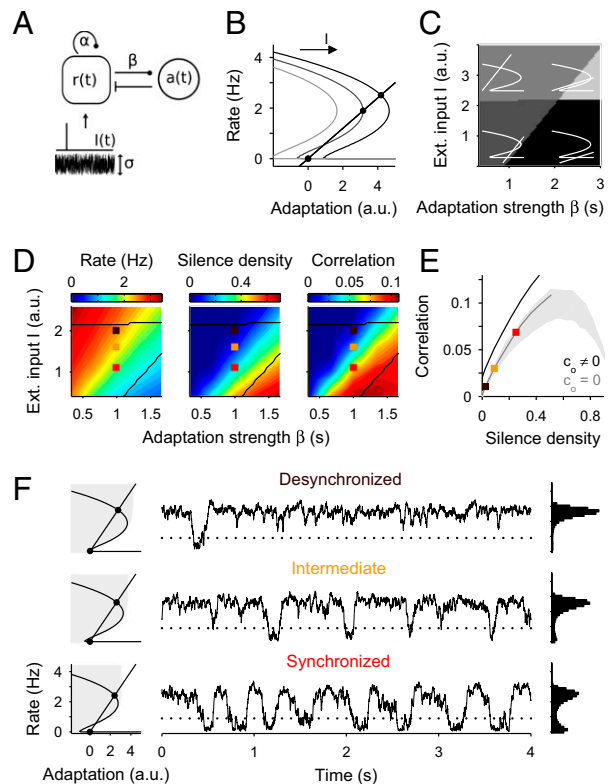 A
α
β
r(t)
a(t)
I(t)
σ
B
I
Rate (Hz)
4
2
0
0 2 4
Adaptation (a.u.)
C
Ext. input I (a.u.)
3
2
1
1 2 3
Adaptation strength β (s)
D
Rate (Hz)
0 2
Silence density
0 0.4
Correlation
0 0.05 0.1
Ext. input I (a.u.)
2
1
0.5 1 1.5
0.5 1 1.5
0.5 1 1.5
Adaptation strength β (s)
E
Correlation
0.1
0.05
0
0 0.4 0.8
Silence density
c₀ ≠ 0
c₀ = 0
F
Desynchronized
Intermediate
Synchronized
Rate (Hz)
4
2
0
0 2 4
Adaptation (a.u.)
0 1 2 3 4
Time (s)